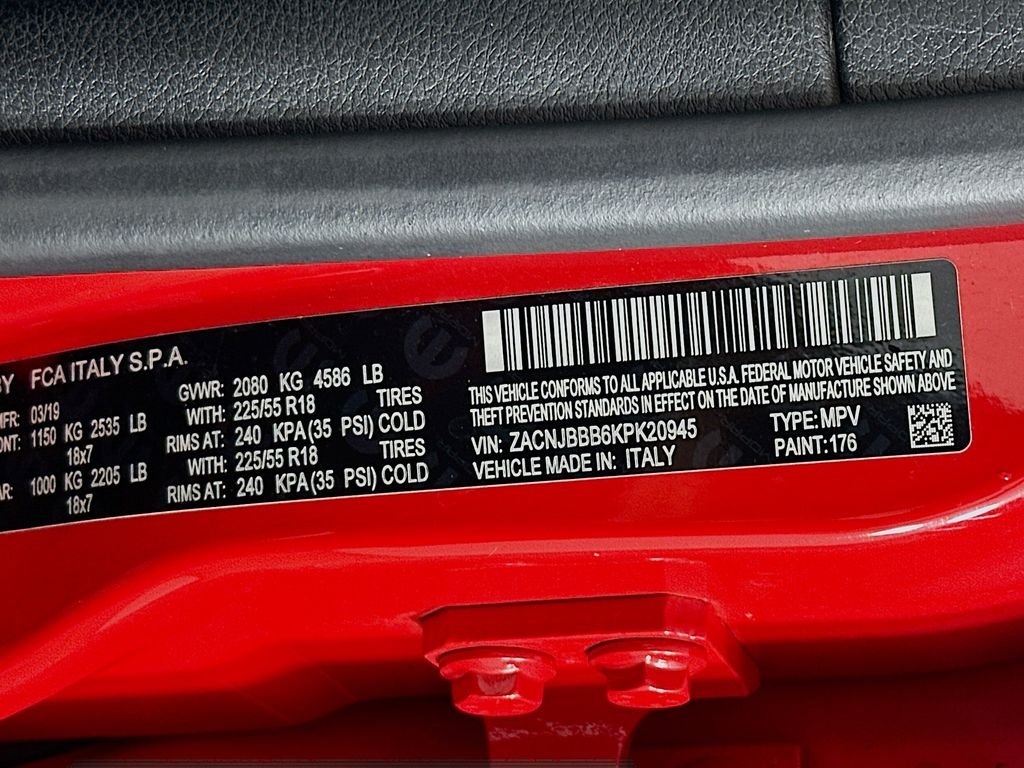 BY FCA ITALY S.P.A.
MFR: 03/19 GVWR: 2080 KG 4586 LB
ONT: 1150 KG 2535 LB WITH: 225/55 R18 TIRES
18x7 RIMS AT: 240 KPA(35 PSI) COLD
AR: 1000 KG 2205 LB WITH: 225/55 R18 TIRES
18x7 RIMS AT: 240 KPA(35 PSI) COLD
THIS VEHICLE CONFORMS TO ALL APPLICABLE U.S.A. FEDERAL MOTOR VEHICLE SAFETY AND
THEFT PREVENTION STANDARDS IN EFFECT ON THE DATE OF MANUFACTURE SHOWN ABOVE
VIN: ZACNJBBB6KPK20945 TYPE: MPV
VEHICLE MADE IN: ITALY PAINT: 176